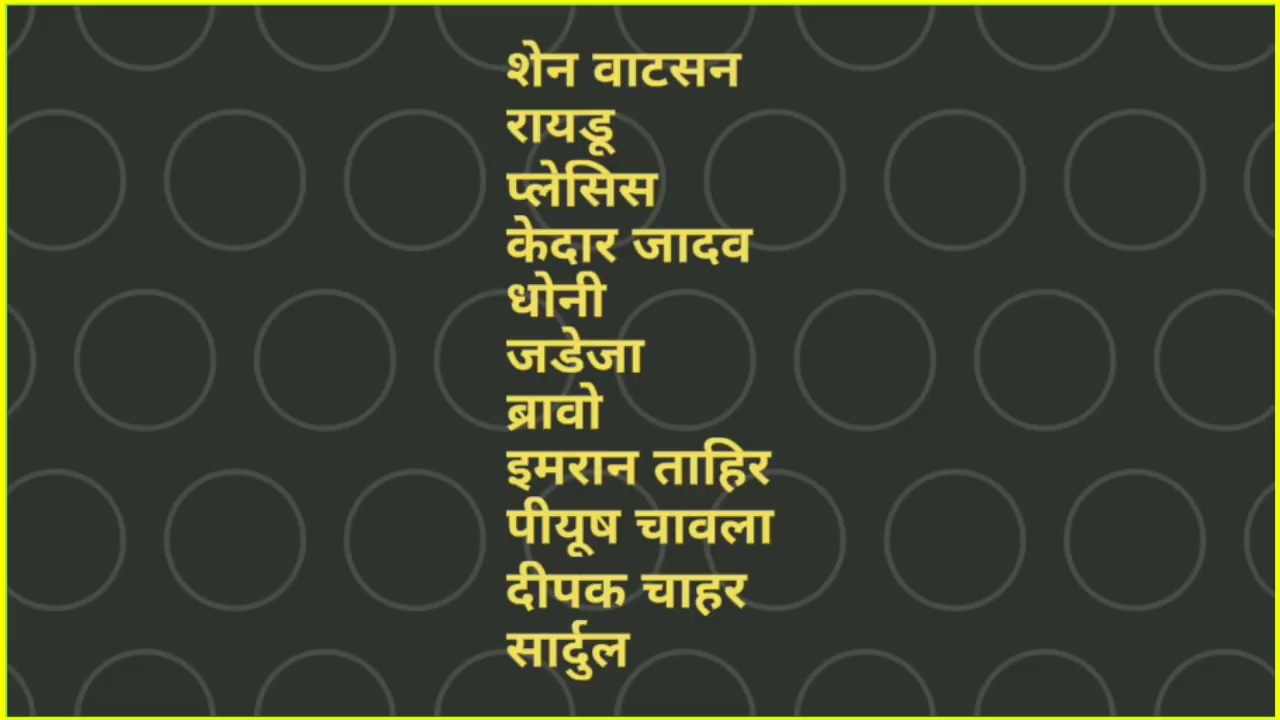 शेन वाटसन
रायडू
प्लेसिस
केदार जादव
धोनी
जडेजा
ब्रावो
इमरान ताहिर
पीयूष चावला
दीपक चाहर
सार्दुल